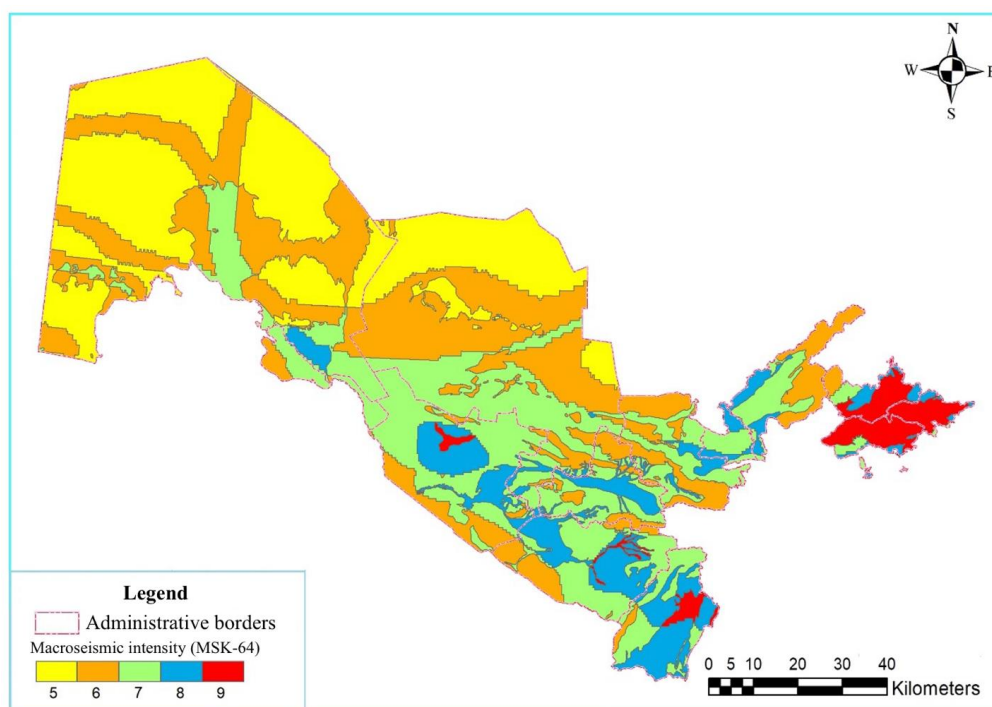 N
W E
S
Legend
Administrative borders
Macroseismic intensity (MSK-64)
5 6 7 8 9
0 5 10 20 30 40
Kilometers